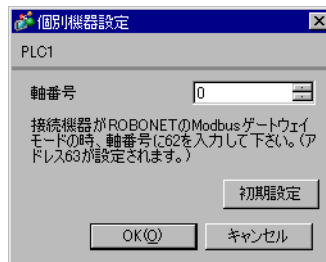 個別機器設定
PLC1
軸番号 0
接続機器がROBONETのModbusゲートウェイ
モードの時、軸番号に62を入力して下さい。(ア
ドレス63が設定されます。)
初期設定
OK(O) キャンセル